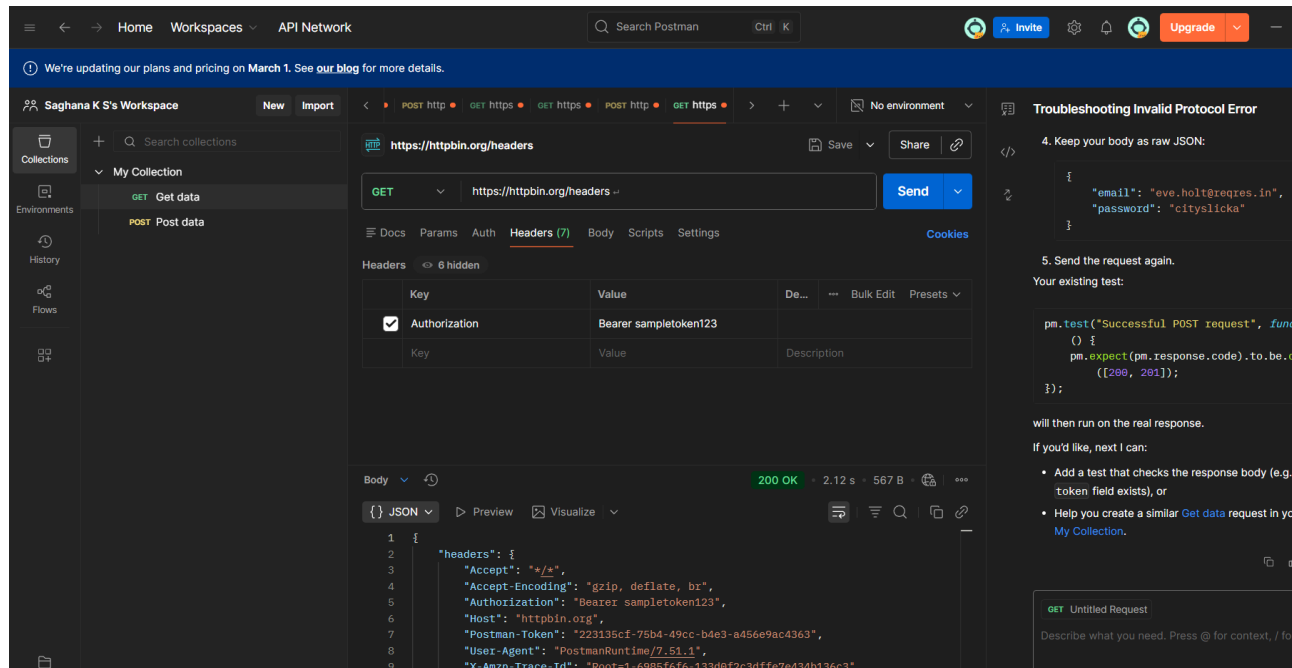 Home Workspaces API Network Search Postman Ctrl K Invite Upgrade
We're updating our plans and pricing on March 1. See our blog for more details.
Saghana K S's Workspace New Import
Collections
Environments
History
Flows
Search collections
My Collection
GET Get data
POST Post data
POST http GET https GET https POST http GET https No environment
HTTP https://httpbin.org/headers Save Share
GET https://httpbin.org/headers Send
Docs Params Auth Headers (7) Body Scripts Settings Cookies
Headers 6 hidden
Key Value De... Bulk Edit Presets
Authorization Bearer sampletoken123
Key Value Description
Body 200 OK 2.12 s 567 B
{} JSON Preview Visualize
1 {
2 "headers": {
3 "Accept": "*/*",
4 "Accept-Encoding": "gzip, deflate, br",
5 "Authorization": "Bearer sampletoken123",
6 "Host": "httpbin.org",
7 "Postman-Token": "223135cf-75b4-49cc-b4e3-a456e9ac4363",
8 "User-Agent": "PostmanRuntime/7.51.1",
9 "X-Amzn-Trace-Id": "Root=1-6985f6f6-133d0f2c3dffe7e434b136c3"
Troubleshooting Invalid Protocol Error
4. Keep your body as raw JSON:
{
"email": "eve.holt@reqres.in",
"password": "cityslicka"
}
5. Send the request again.
Your existing test:
pm.test("Successful POST request", func
() {
pm.expect(pm.response.code).to.be.o
([200, 201]);
});
will then run on the real response.
If you'd like, next I can:
• Add a test that checks the response body (e.g.
token field exists), or
• Help you create a similar Get data request in yo
My Collection.
GET Untitled Request
Describe what you need. Press @ for context, / fo